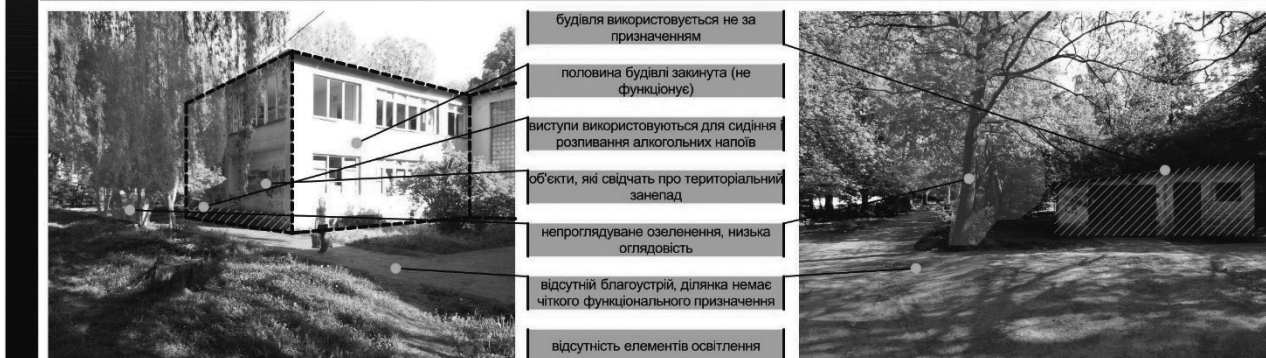 будівля використовується не за
призначенням
половина будівлі закинута (не
функціонує)
виступи використовуються для сидіння і
розпивання алкогольних напоїв
об'єкти, які свідчать про територіальний
занепад
непроглядуване озеленення, низька
оглядовість
відсутній благоустрій, ділянка немає
чіткого функціонального призначення
відсутність елементів освітлення